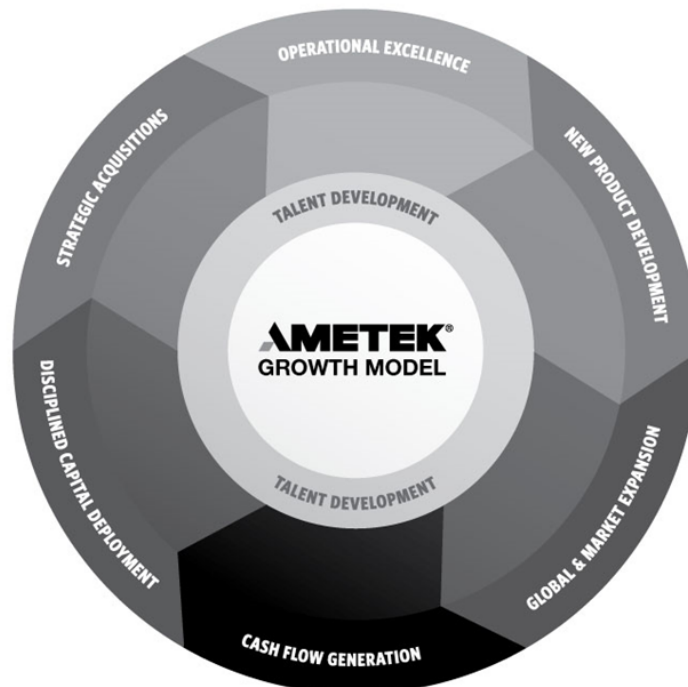 OPERATIONAL EXCELLENCE
NEW PRODUCT DEVELOPMENT
GLOBAL & MARKET EXPANSION
CASH FLOW GENERATION
DISCIPLINED CAPITAL DEPLOYMENT
STRATEGIC ACQUISITIONS
TALENT DEVELOPMENT
AMETEK®
GROWTH MODEL
TALENT DEVELOPMENT